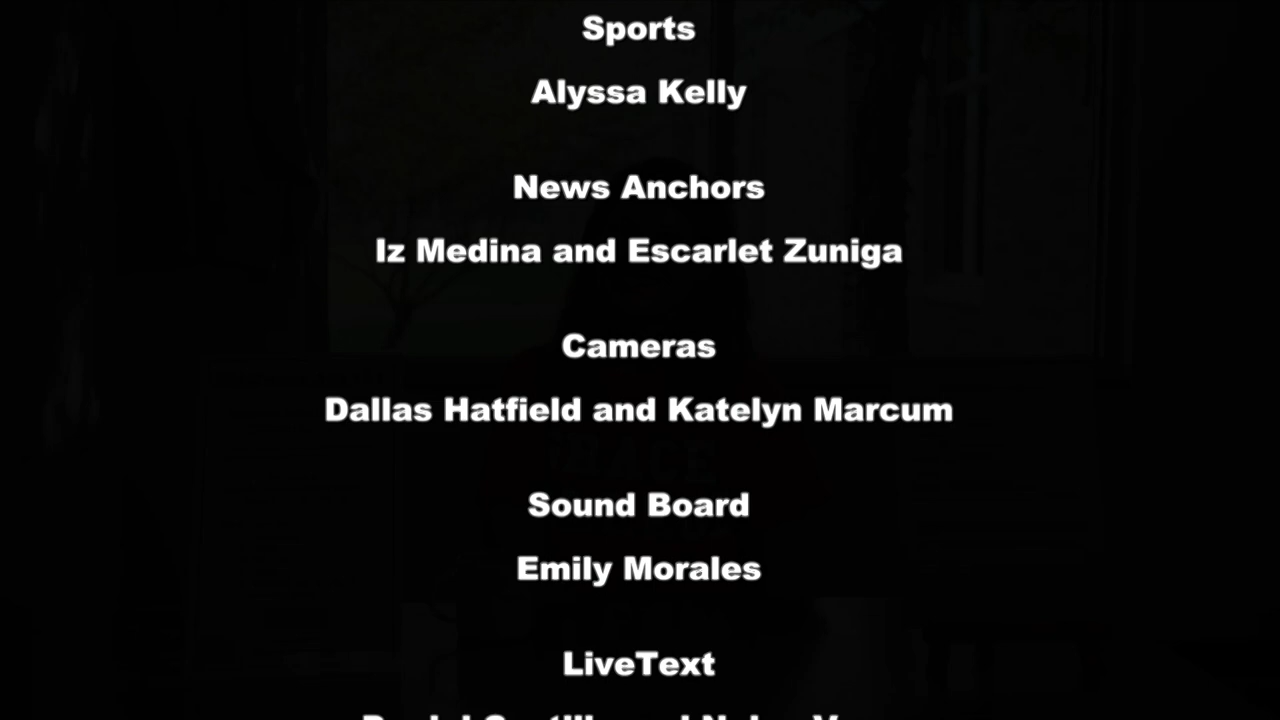 Sports
Alyssa Kelly
News Anchors
Iz Medina and Escarlet Zuniga
Cameras
Dallas Hatfield and Katelyn Marcum
Sound Board
Emily Morales
LiveText